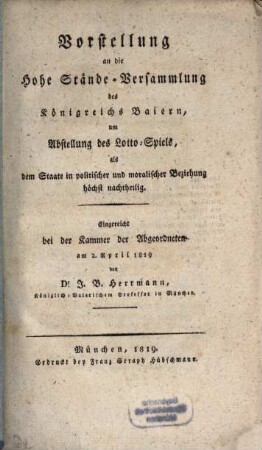 Vorstellung
an die
Hohe Stände-Versammlung
des
Königreichs Baiern,
um
Abstellung des Lotto-Spiels,
als
dem Staate in politischer und moralischer Beziehung
höchst nachtheilig.
Eingereicht
bei der Kammer der Abgeordneten
am 2. April 1819
von
Dr. J. B. Herrmann,
Königlich-Baierischem Professor in München.
München, 1819.
Gedruckt bey Franz Seraph Hübschmann.